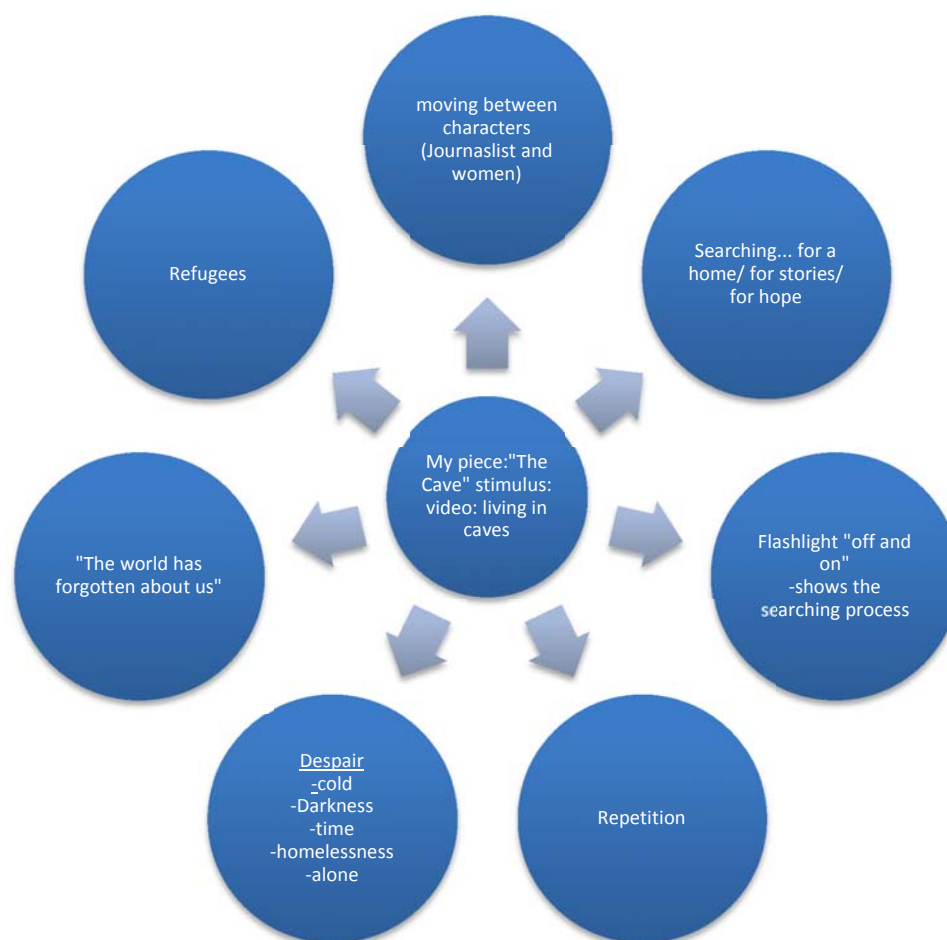 moving between
characters
(Journaslist and
women)
Searching... for a
home/ for stories/
for hope
Flashlight "off and
on"
-shows the
searching process
Repetition
Despair
-cold
-Darkness
-time
-homelessness
-alone
"The world has
forgotten about us"
Refugees
My piece:"The
Cave" stimulus:
video: living in
caves